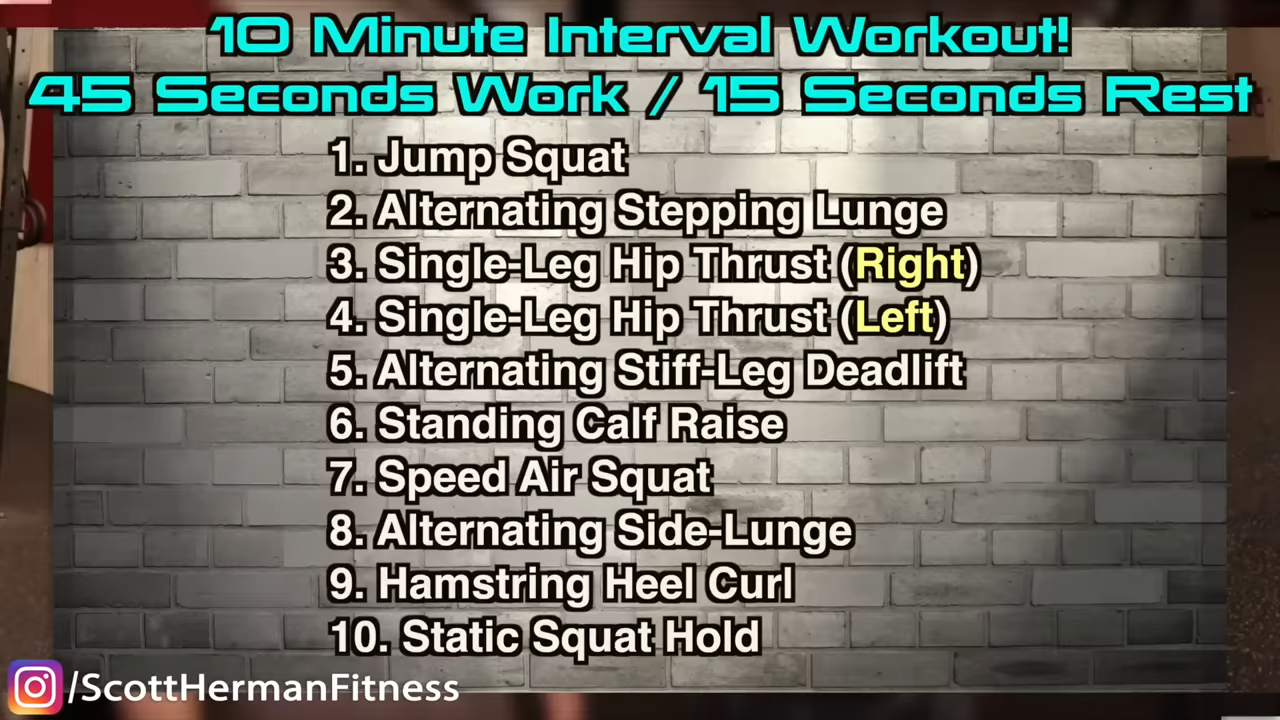 10 Minute Interval Workout!
45 Seconds Work / 15 Seconds Rest
1. Jump Squat
2. Alternating Stepping Lunge
3. Single-Leg Hip Thrust (Right)
4. Single-Leg Hip Thrust (Left)
5. Alternating Stiff-Leg Deadlift
6. Standing Calf Raise
7. Speed Air Squat
8. Alternating Side-Lunge
9. Hamstring Heel Curl
10. Static Squat Hold
/ScottHermanFitness